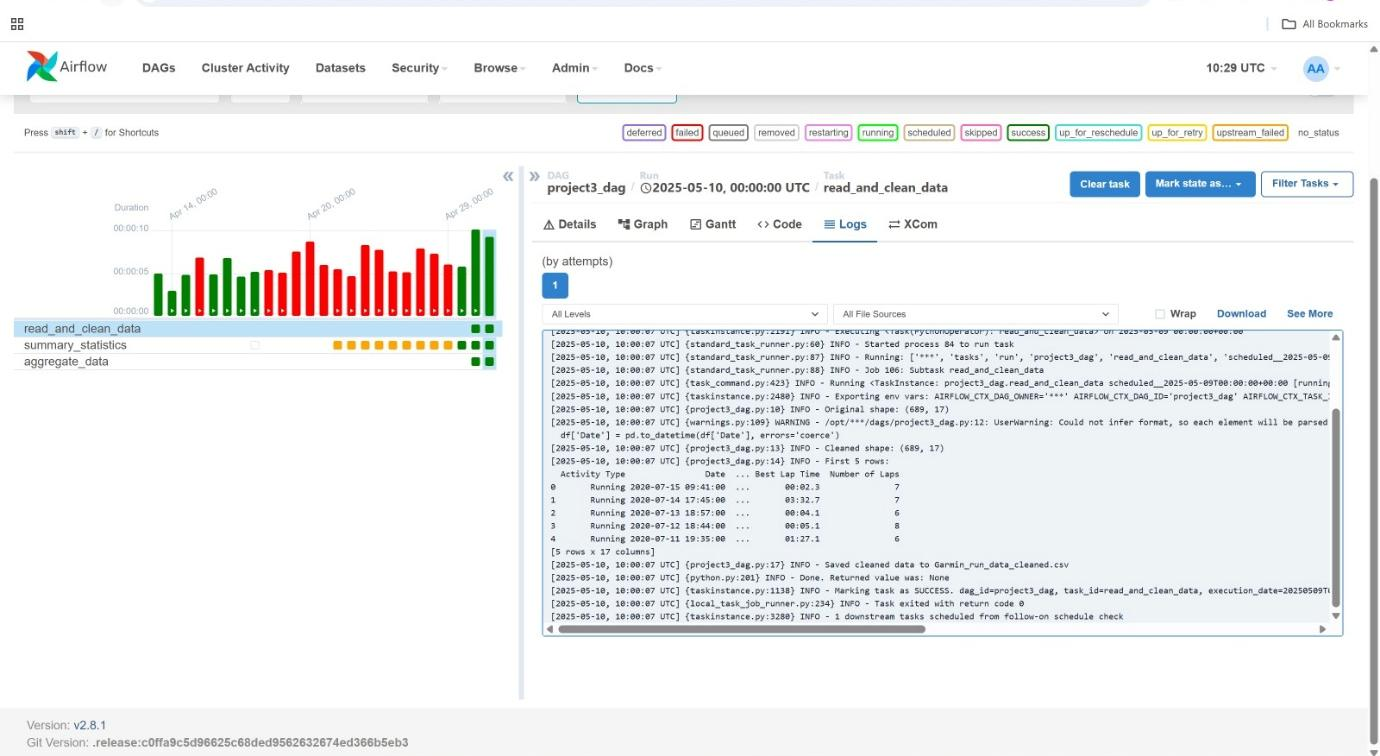 All Bookmarks
Airflow
DAGs
Cluster Activity
Datasets
Security
Browse
Admin
Docs
10:29 UTC
AA
Press shift + / for Shortcuts
deferred
failed
queued
removed
restarting
running
scheduled
skipped
success
up_for_reschedule
up_for_retry
upstream_failed
no_status
Duration
Apr 14, 00:00
Apr 20, 00:00
Apr 29, 00:00
00:00:10
00:00:05
00:00:00
read_and_clean_data
summary_statistics
aggregate_data
DAG
project3_dag
/
Run
2025-05-10, 00:00:00 UTC
/
Task
read_and_clean_data
Clear task
Mark state as...
Filter Tasks
Details
Graph
Gantt
Code
Logs
XCom
(by attempts)
1
All Levels
All File Sources
Wrap
Download
See More
[2025-05-10, 10:00:07 UTC] {taskinstance.py:2191} INFO - Executing <Task(PythonOperator): read_and_clean_data> on 2025-05-09 00:00:00+00:00
[2025-05-10, 10:00:07 UTC] {standard_task_runner.py:60} INFO - Started process 84 to run task
[2025-05-10, 10:00:07 UTC] {standard_task_runner.py:87} INFO - Running: ['***', 'tasks', 'run', 'project3_dag', 'read_and_clean_data', 'scheduled__2025-05-0
[2025-05-10, 10:00:07 UTC] {standard_task_runner.py:88} INFO - Job 106: Subtask read_and_clean_data
[2025-05-10, 10:00:07 UTC] {task_command.py:423} INFO - Running <TaskInstance: project3_dag.read_and_clean_data scheduled__2025-05-09T00:00:00+00:00 [running
[2025-05-10, 10:00:07 UTC] {taskinstance.py:2480} INFO - Exporting env vars: AIRFLOW_CTX_DAG_OWNER='***' AIRFLOW_CTX_DAG_ID='project3_dag' AIRFLOW_CTX_TASK_
[2025-05-10, 10:00:07 UTC] {project3_dag.py:10} INFO - Original shape: (689, 17)
[2025-05-10, 10:00:07 UTC] {warnings.py:109} WARNING - /opt/***/dags/project3_dag.py:12: UserWarning: Could not infer format, so each element will be parsed
df['Date'] = pd.to_datetime(df['Date'], errors='coerce')
[2025-05-10, 10:00:07 UTC] {project3_dag.py:13} INFO - Cleaned shape: (689, 17)
[2025-05-10, 10:00:07 UTC] {project3_dag.py:14} INFO - First 5 rows:
Activity Type Date ... Best Lap Time Number of Laps
0 Running 2020-07-15 09:41:00 ... 00:02.3 7
1 Running 2020-07-14 17:45:00 ... 03:32.7 7
2 Running 2020-07-13 18:57:00 ... 00:04.1 6
3 Running 2020-07-12 18:44:00 ... 00:05.1 8
4 Running 2020-07-11 19:35:00 ... 01:27.1 6
[5 rows x 17 columns]
[2025-05-10, 10:00:07 UTC] {project3_dag.py:17} INFO - Saved cleaned data to Garmin_run_data_cleaned.csv
[2025-05-10, 10:00:07 UTC] {python.py:201} INFO - Done. Returned value was: None
[2025-05-10, 10:00:07 UTC] {taskinstance.py:1138} INFO - Marking task as SUCCESS. dag_id=project3_dag, task_id=read_and_clean_data, execution_date=20250509T
[2025-05-10, 10:00:07 UTC] {local_task_job_runner.py:234} INFO - Task exited with return code 0
[2025-05-10, 10:00:07 UTC] {taskinstance.py:3280} INFO - 1 downstream tasks scheduled from follow-on schedule check
Version: v2.8.1
Git Version: .release:c0ffa9c5d96625c68ded9562632674ed366b5eb3